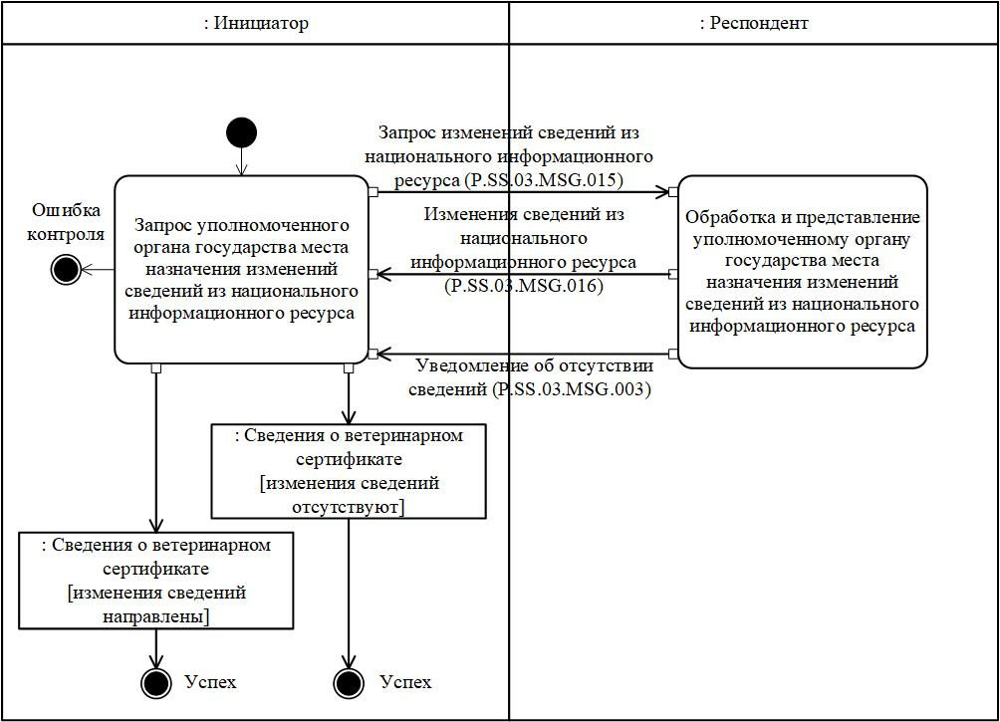 : Инициатор
: Респондент
Запрос изменений сведений из
национального информационного
ресурса (P.SS.03.MSG.015)
Ошибка
контроля
Запрос уполномоченного
органа государства места
назначения изменений
сведений из национального
информационного ресурса
Изменения сведений из
национального
информационного ресурса
(P.SS.03.MSG.016)
Обработка и представление
уполномоченному органу
государства места
назначения изменений
сведений из национального
информационного ресурса
Уведомление об отсутствии
сведений (P.SS.03.MSG.003)
: Сведения о ветеринарном
сертификате
[изменения сведений
отсутствуют]
: Сведения о ветеринарном
сертификате
[изменения сведений
направлены]
Успех
Успех